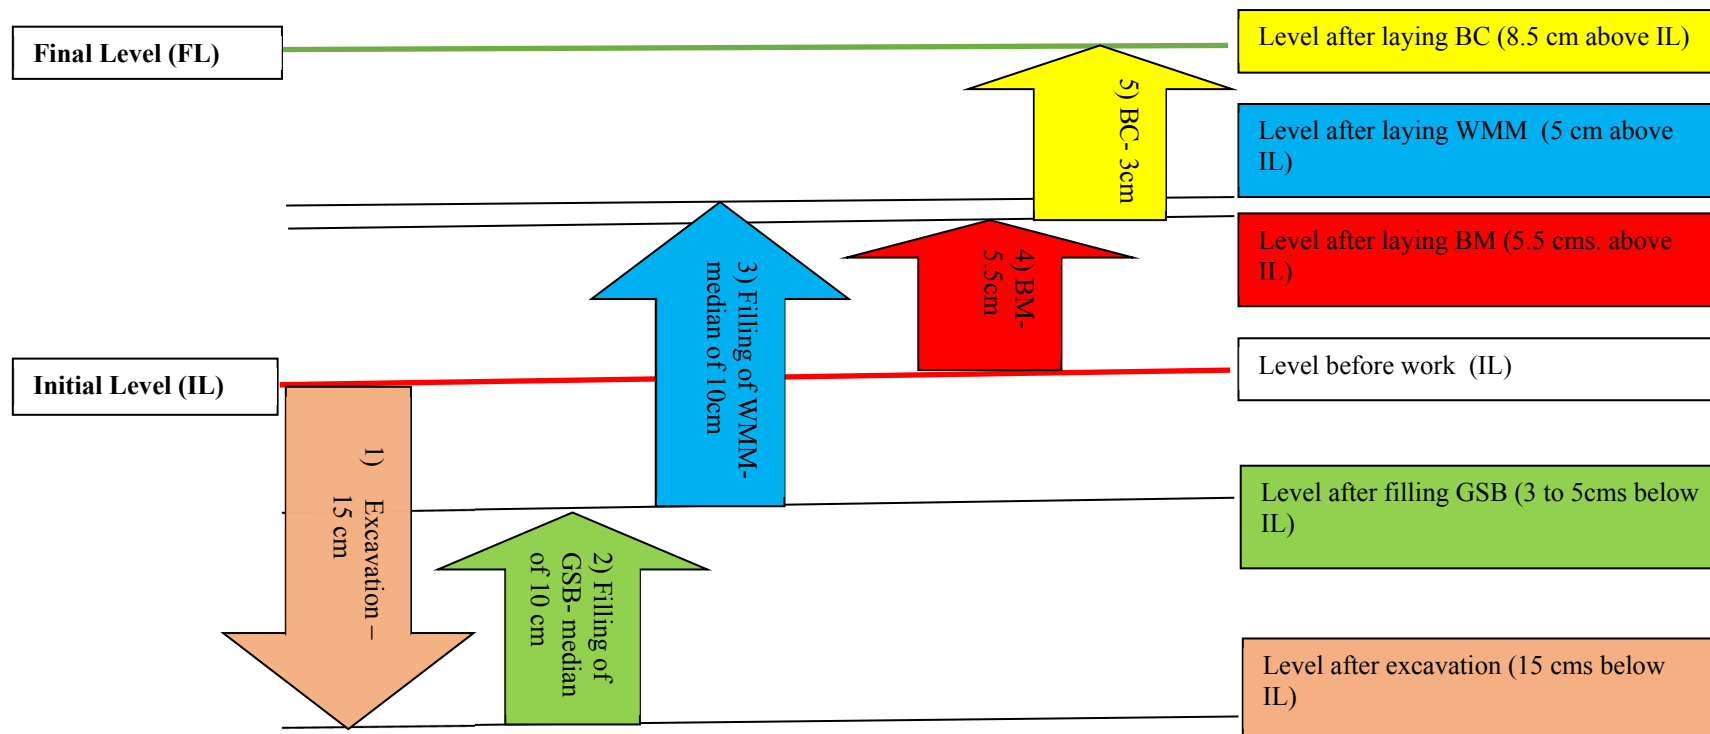 Final Level (FL)
Level after laying BC (8.5 cm above IL)
5) BC- 3cm
Level after laying WMM  (5 cm above
IL)
Level after laying BM (5.5 cms. above
IL)
3) Filling of WMM-
median of 10cm
4) BM-
5.5cm
Initial Level (IL)
Level before work  (IL)
1)   Excavation –
15 cm
Level after filling GSB (3 to 5cms below
IL)
2) Filling of
GSB- median
of 10 cm
Level after excavation (15 cms below
IL)